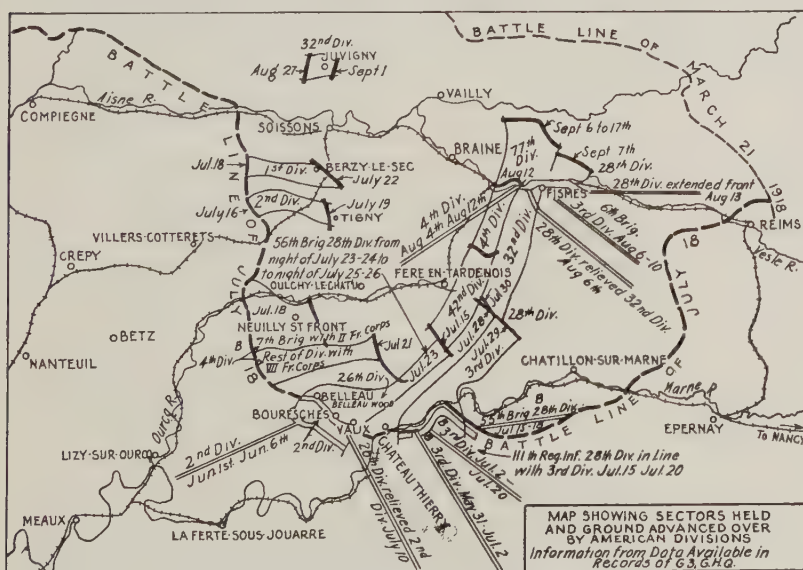 32nd Div.
JUVIGNY
Aug 27
Sept 1
BATTLE LINE OF JULY 18
BATTLE LINE OF MARCH 21 1918
Aisne R.
COMPIEGNE
SOISSONS
VAILLY
BRAINE
Sept 6 to 17th
77th
Div.
Aug 12
Sept 7th
28th Div.
FISMES
28th Div. extended front
Aug 13
REIMS
Vesle R.
Jul. 18
1st Div.
BERZY-LE-SEC
July 22
2nd Div.
July 16
July 19
TIGNY
4th Div.
Aug 4th Aug 12th
4th Div.
32nd Div.
6th Brig.
3rd Div. Aug 6-10
28th Div. relieved 32nd Div.
Aug 6th
VILLERS-COTTERETS
CREPY
56th Brig 28th Div. from
night of July 23-24 to
to night of July 25-26
OULCHY-LECHATUO
FERE EN-TARDENOIS
Jul. 18
NEUILLY ST FRONT
7th Brig with II Fr. Corps
B
4th Div.
Rest of Div. with
VII Fr. Corps
Jul 21
Jul. 23
42nd Div.
Jul. 15
Jul. 28
Jul. 30
Jul. 29
3rd Div.
28th Div.
BETZ
NANTEUIL
26th Div.
BELLEAU
BELLEAU WOOD
BOURESCHES
VAUX
CHATEAU THIERRY
CHATILLON-SUR-MARNE
BATTLE LINE OF JULY 18
Marne R.
B
55th Brig 28th Div.
Jul 15-18
EPERNAY
To NANCY
Ourcq R.
LIZY-SUR-OURQ
2nd Div.
Jun. 1st. Jun. 6th
2nd Div.
26th Div. relieved 2nd
Div. July 10
B 3rd Div. May 31-Jul. 2
B 3rd Div. Jul. 2-
Jul 20
111th Reg. Inf. 28th Div. in Line
with 3rd Div. Jul. 15 Jul. 20
MEAUX
LA FERTE-SOUS-JOUARRE
MAP SHOWING SECTORS HELD
AND GROUND ADVANCED OVER
BY AMERICAN DIVISIONS
Information from Data Available in
Records of G3, G.H.Q.